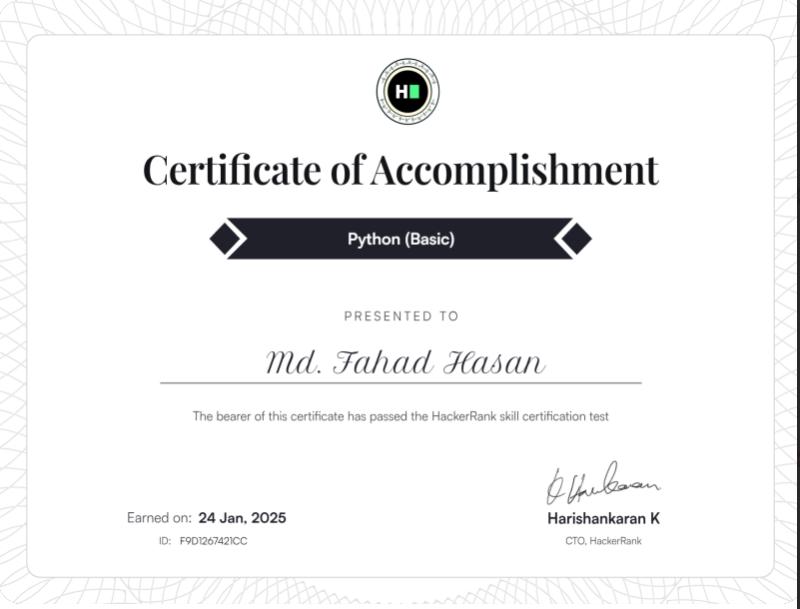 H
Certificate of Accomplishment
Python (Basic)
PRESENTED TO
Md. Fahad Hasan
The bearer of this certificate has passed the HackerRank skill certification test
Earned on: 24 Jan, 2025
ID: F9D1267421CC
Harishankaran K
CTO, HackerRank